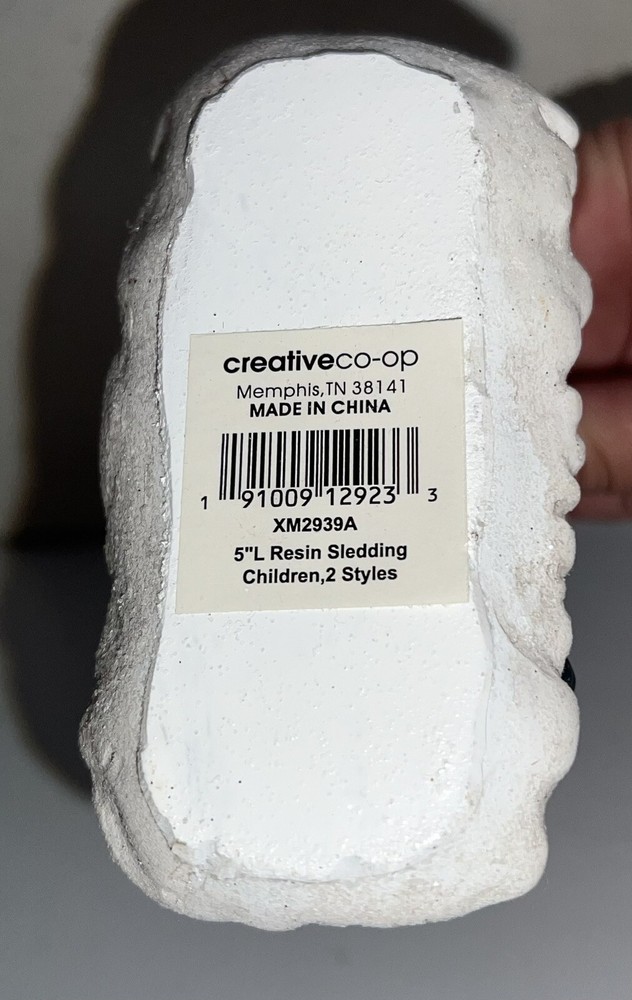 creativeco-op
Memphis,TN 38141
MADE IN CHINA
1 91009 12923 3
XM2939A
5"L Resin Sledding
Children,2 Styles